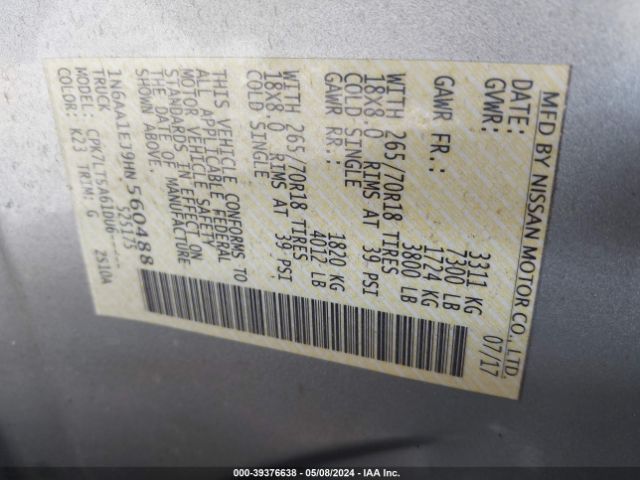 MFD BY NISSAN MOTOR CO., LTD.
DATE: 07/17
GVWR: 3311 KG
7300 LB
GAWR FR.: 1724 KG
3800 LB
WITH 265/70R18 TIRES
18X8.0 RIMS AT 39 PSI
COLD SINGLE
GAWR RR.: 1820 KG
4012 LB
WITH 265/70R18 TIRES
18X8.0 RIMS AT 39 PSI
COLD SINGLE
THIS VEHICLE CONFORMS TO
ALL APPLICABLE FEDERAL
MOTOR VEHICLE SAFETY
STANDARDS IN EFFECT ON
THE DATE OF MANUFACTURE
SHOWN ABOVE.
1N6AA1EJ9HN560488
TRUCK 52S175
MODEL: CPK7LTSA61DU6
COLOR: K23 TRIM: G 2510A
000-39376638 - 05/08/2024 - IAA Inc.